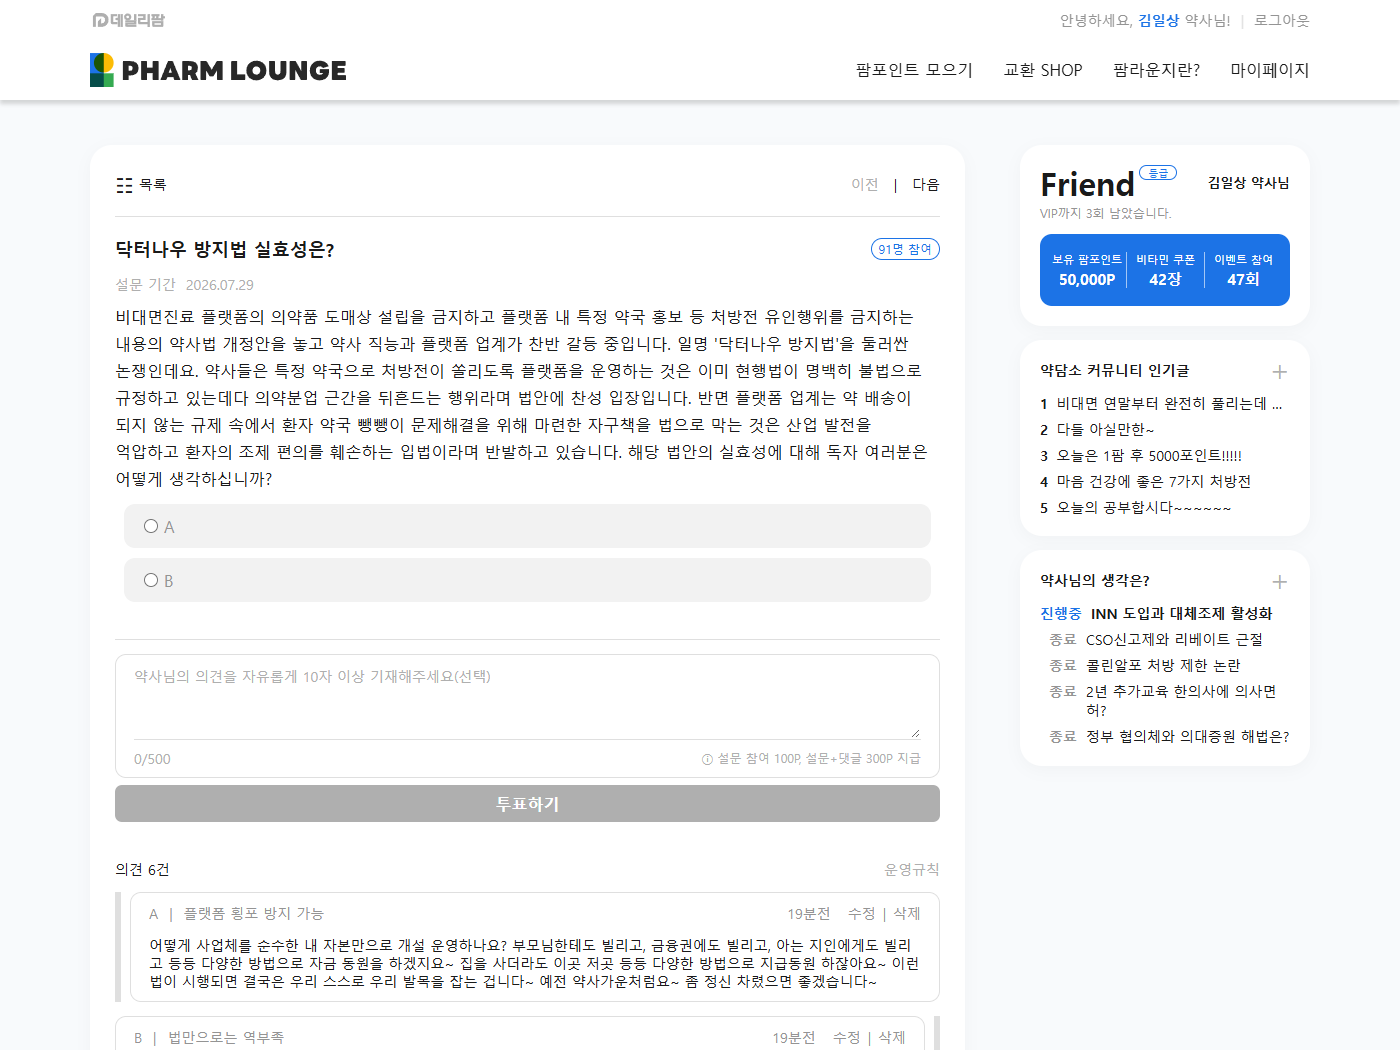 데일리팜
안녕하세요, 김일상 약사님! | 로그아웃
PHARM LOUNGE
팜포인트 모으기 교환 SHOP 팜라운지란? 마이페이지
목록
이전 | 다음
닥터나우 방지법 실효성은?
91명 참여
설문 기간 2026.07.29
비대면진료 플랫폼의 의약품 도매상 설립을 금지하고 플랫폼 내 특정 약국 홍보 등 처방전 유인행위를 금지하는
내용의 약사법 개정안을 놓고 약사 직능과 플랫폼 업계가 찬반 갈등 중입니다. 일명 '닥터나우 방지법'을 둘러싼
논쟁인데요. 약사들은 특정 약국으로 처방전이 쏠리도록 플랫폼을 운영하는 것은 이미 현행법이 명백히 불법으로
규정하고 있는데다 의약분업 근간을 뒤흔드는 행위라며 법안에 찬성 입장입니다. 반면 플랫폼 업계는 약 배송이
되지 않는 규제 속에서 환자 약국 뺑뺑이 문제해결을 위해 마련한 자구책을 법으로 막는 것은 산업 발전을
억압하고 환자의 조제 편의를 훼손하는 입법이라며 반발하고 있습니다. 해당 법안의 실효성에 대해 독자 여러분은
어떻게 생각하십니까?
A
B
약사님의 의견을 자유롭게 10자 이상 기재해주세요(선택)
0/500
설문 참여 100P, 설문+댓글 300P 지급
투표하기
의견 6건
운영규칙
A | 플랫폼 횡포 방지 가능
19분전 수정 | 삭제
어떻게 사업체를 순수한 내 자본만으로 개설 운영하나요? 부모님한테도 빌리고, 금융권에도 빌리고, 아는 지인에게도 빌리
고 등등 다양한 방법으로 자금 동원을 하겠지요~ 집을 사더라도 이곳 저곳 등등 다양한 방법으로 지급동원 하잖아요~ 이런
법이 시행되면 결국은 우리 스스로 우리 발목을 잡는 겁니다~ 예전 약사가운처럼요~ 좀 정신 차렸으면 좋겠습니다~
B | 법만으로는 역부족
19분전 수정 | 삭제
Friend 등급
김일상 약사님
VIP까지 3회 남았습니다.
보유 팜포인트 비타민 쿠폰 이벤트 참여
50,000P 42장 47회
약담소 커뮤니티 인기글
1 비대면 연말부터 완전히 풀리는데 ...
2 다들 아실만한~
3 오늘은 1팜 후 5000포인트!!!!!
4 마음 건강에 좋은 7가지 처방전
5 오늘의 공부합시다~~~~~~
약사님의 생각은?
진행중 INN 도입과 대체조제 활성화
종료 CSO신고제와 리베이트 근절
종료 콜린알포 처방 제한 논란
종료 2년 추가교육 한의사에 의사면
허?
종료 정부 협의체와 의대증원 해법은?